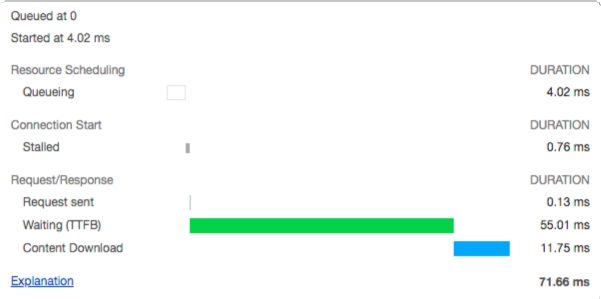 Queued at 0
Started at 4.02 ms
Resource Scheduling DURATION
Queueing 4.02 ms
Connection Start DURATION
Stalled 0.76 ms
Request/Response DURATION
Request sent 0.13 ms
Waiting (TTFB) 55.01 ms
Content Download 11.75 ms
Explanation 71.66 ms